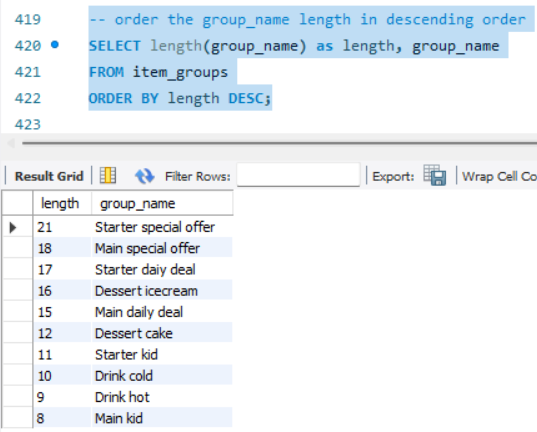 419 -- order the group_name length in descending order
420 SELECT length(group_name) as length, group_name
421 FROM item_groups
422 ORDER BY length DESC;
423
Result Grid Filter Rows: Export: Wrap Cell Co
length group_name
21 Starter special offer
18 Main special offer
17 Starter daiy deal
16 Dessert icecream
15 Main daily deal
12 Dessert cake
11 Starter kid
10 Drink cold
9 Drink hot
8 Main kid